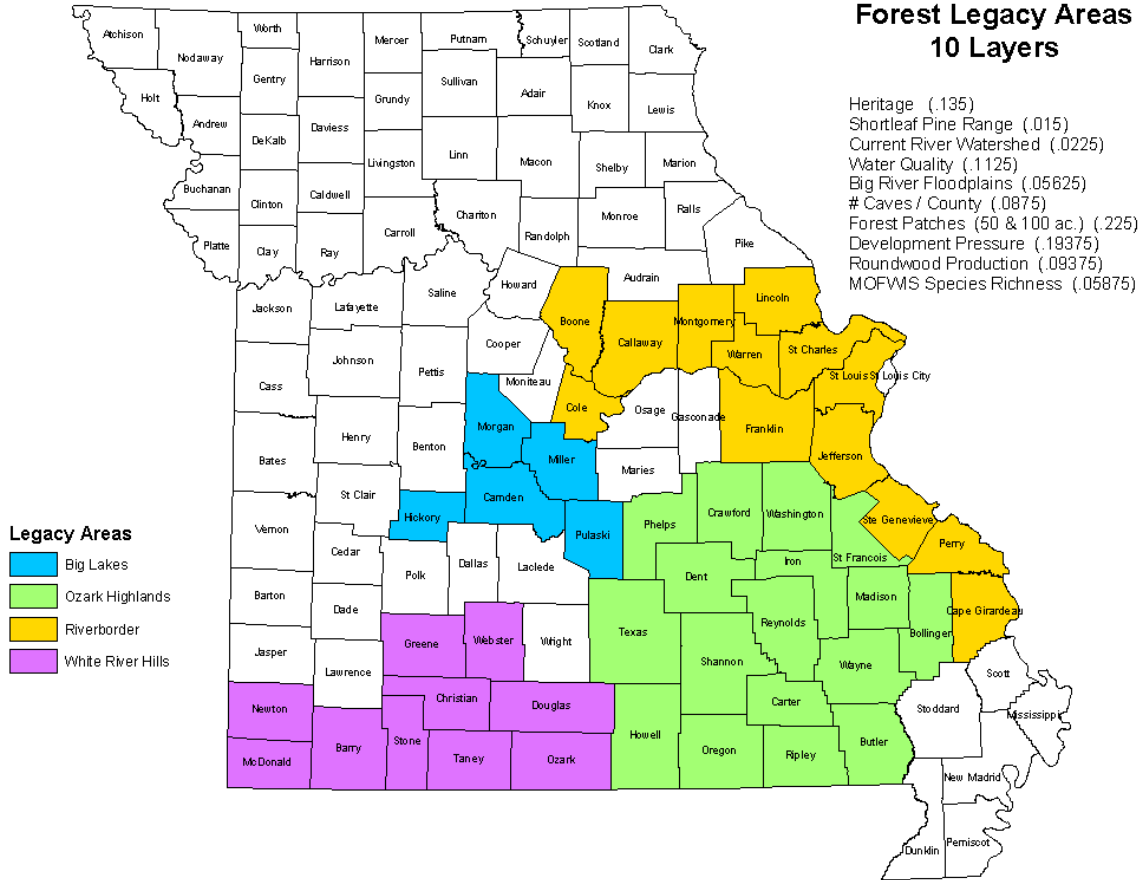 Forest Legacy Areas
10 Layers
Heritage (.135)
Shortleaf Pine Range (.015)
Current River Watershed (.0225)
Water Quality (.1125)
Big River Floodplains (.05625)
# Caves / County (.0875)
Forest Patches (50 & 100 ac.) (.225)
Development Pressure (.19375)
Roundwood Production (.09375)
MOFWIS Species Richness (.05875)
Atchison
Nodaway
Worth
Harrison
Mercer
Putnam
Schuyler
Scotland
Clark
Holt
Gentry
Sullivan
Adair
Knox
Lewis
Andrew
DeKalb
Daviess
Grundy
Livingston
Linn
Macon
Shelby
Marion
Buchanan
Clinton
Caldwell
Chariton
Randolph
Monroe
Ralls
Pike
Platte
Clay
Ray
Carroll
Audrain
Howard
Saline
Jackson
Lafayette
Boone
Callaway
Montgomery
Lincoln
Warren
St Charles
St Louis
St Louis City
Cooper
Johnson
Pettis
Moniteau
Cass
Cole
Osage
Gasconade
Franklin
Jefferson
Morgan
Miller
Henry
Benton
Bates
Maries
St Clair
Camden
Hickory
Pulaski
Phelps
Crawford
Washington
Ste Genevieve
Perry
St Francois
Vernon
Cedar
Polk
Dallas
Laclede
Dent
Iron
Madison
Cape Girardeau
Bollinger
Barton
Dade
Greene
Webster
Wright
Texas
Reynolds
Shannon
Wayne
Jasper
Lawrence
Christian
Douglas
Carter
Scott
Stoddard
Mississippi
Newton
McDonald
Barry
Stone
Taney
Ozark
Howell
Oregon
Ripley
Butler
New Madrid
Dunklin
Pemiscot
Legacy Areas
Big Lakes
Ozark Highlands
Riverborder
White River Hills